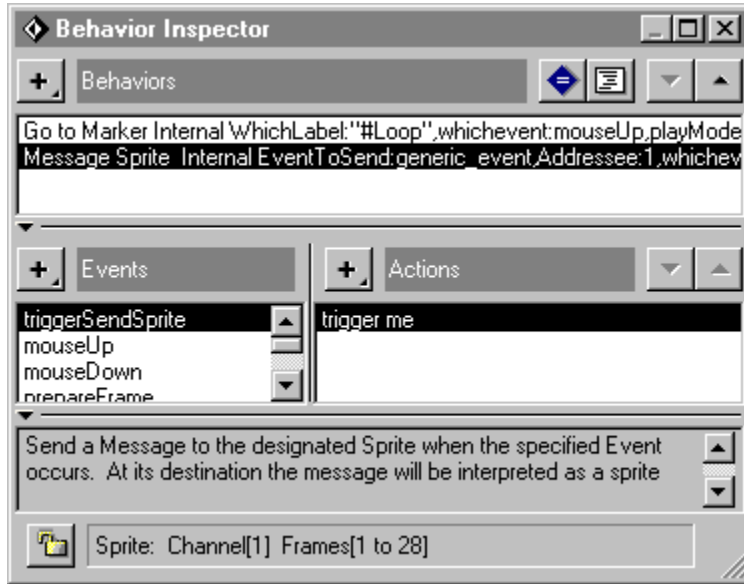 Behavior Inspector
Behaviors
Go to Marker Internal WhichLabel:"#Loop",whichevent:mouseUp,playMode
Message Sprite Internal EventToSend:generic_event,Addressee:1,whichev
Events
Actions
triggerSendSprite
mouseUp
mouseDown
prepareFrame
trigger me
Send a Message to the designated Sprite when the specified Event
occurs. At its destination the message will be interpreted as a sprite
Sprite: Channel[1] Frames[1 to 28]